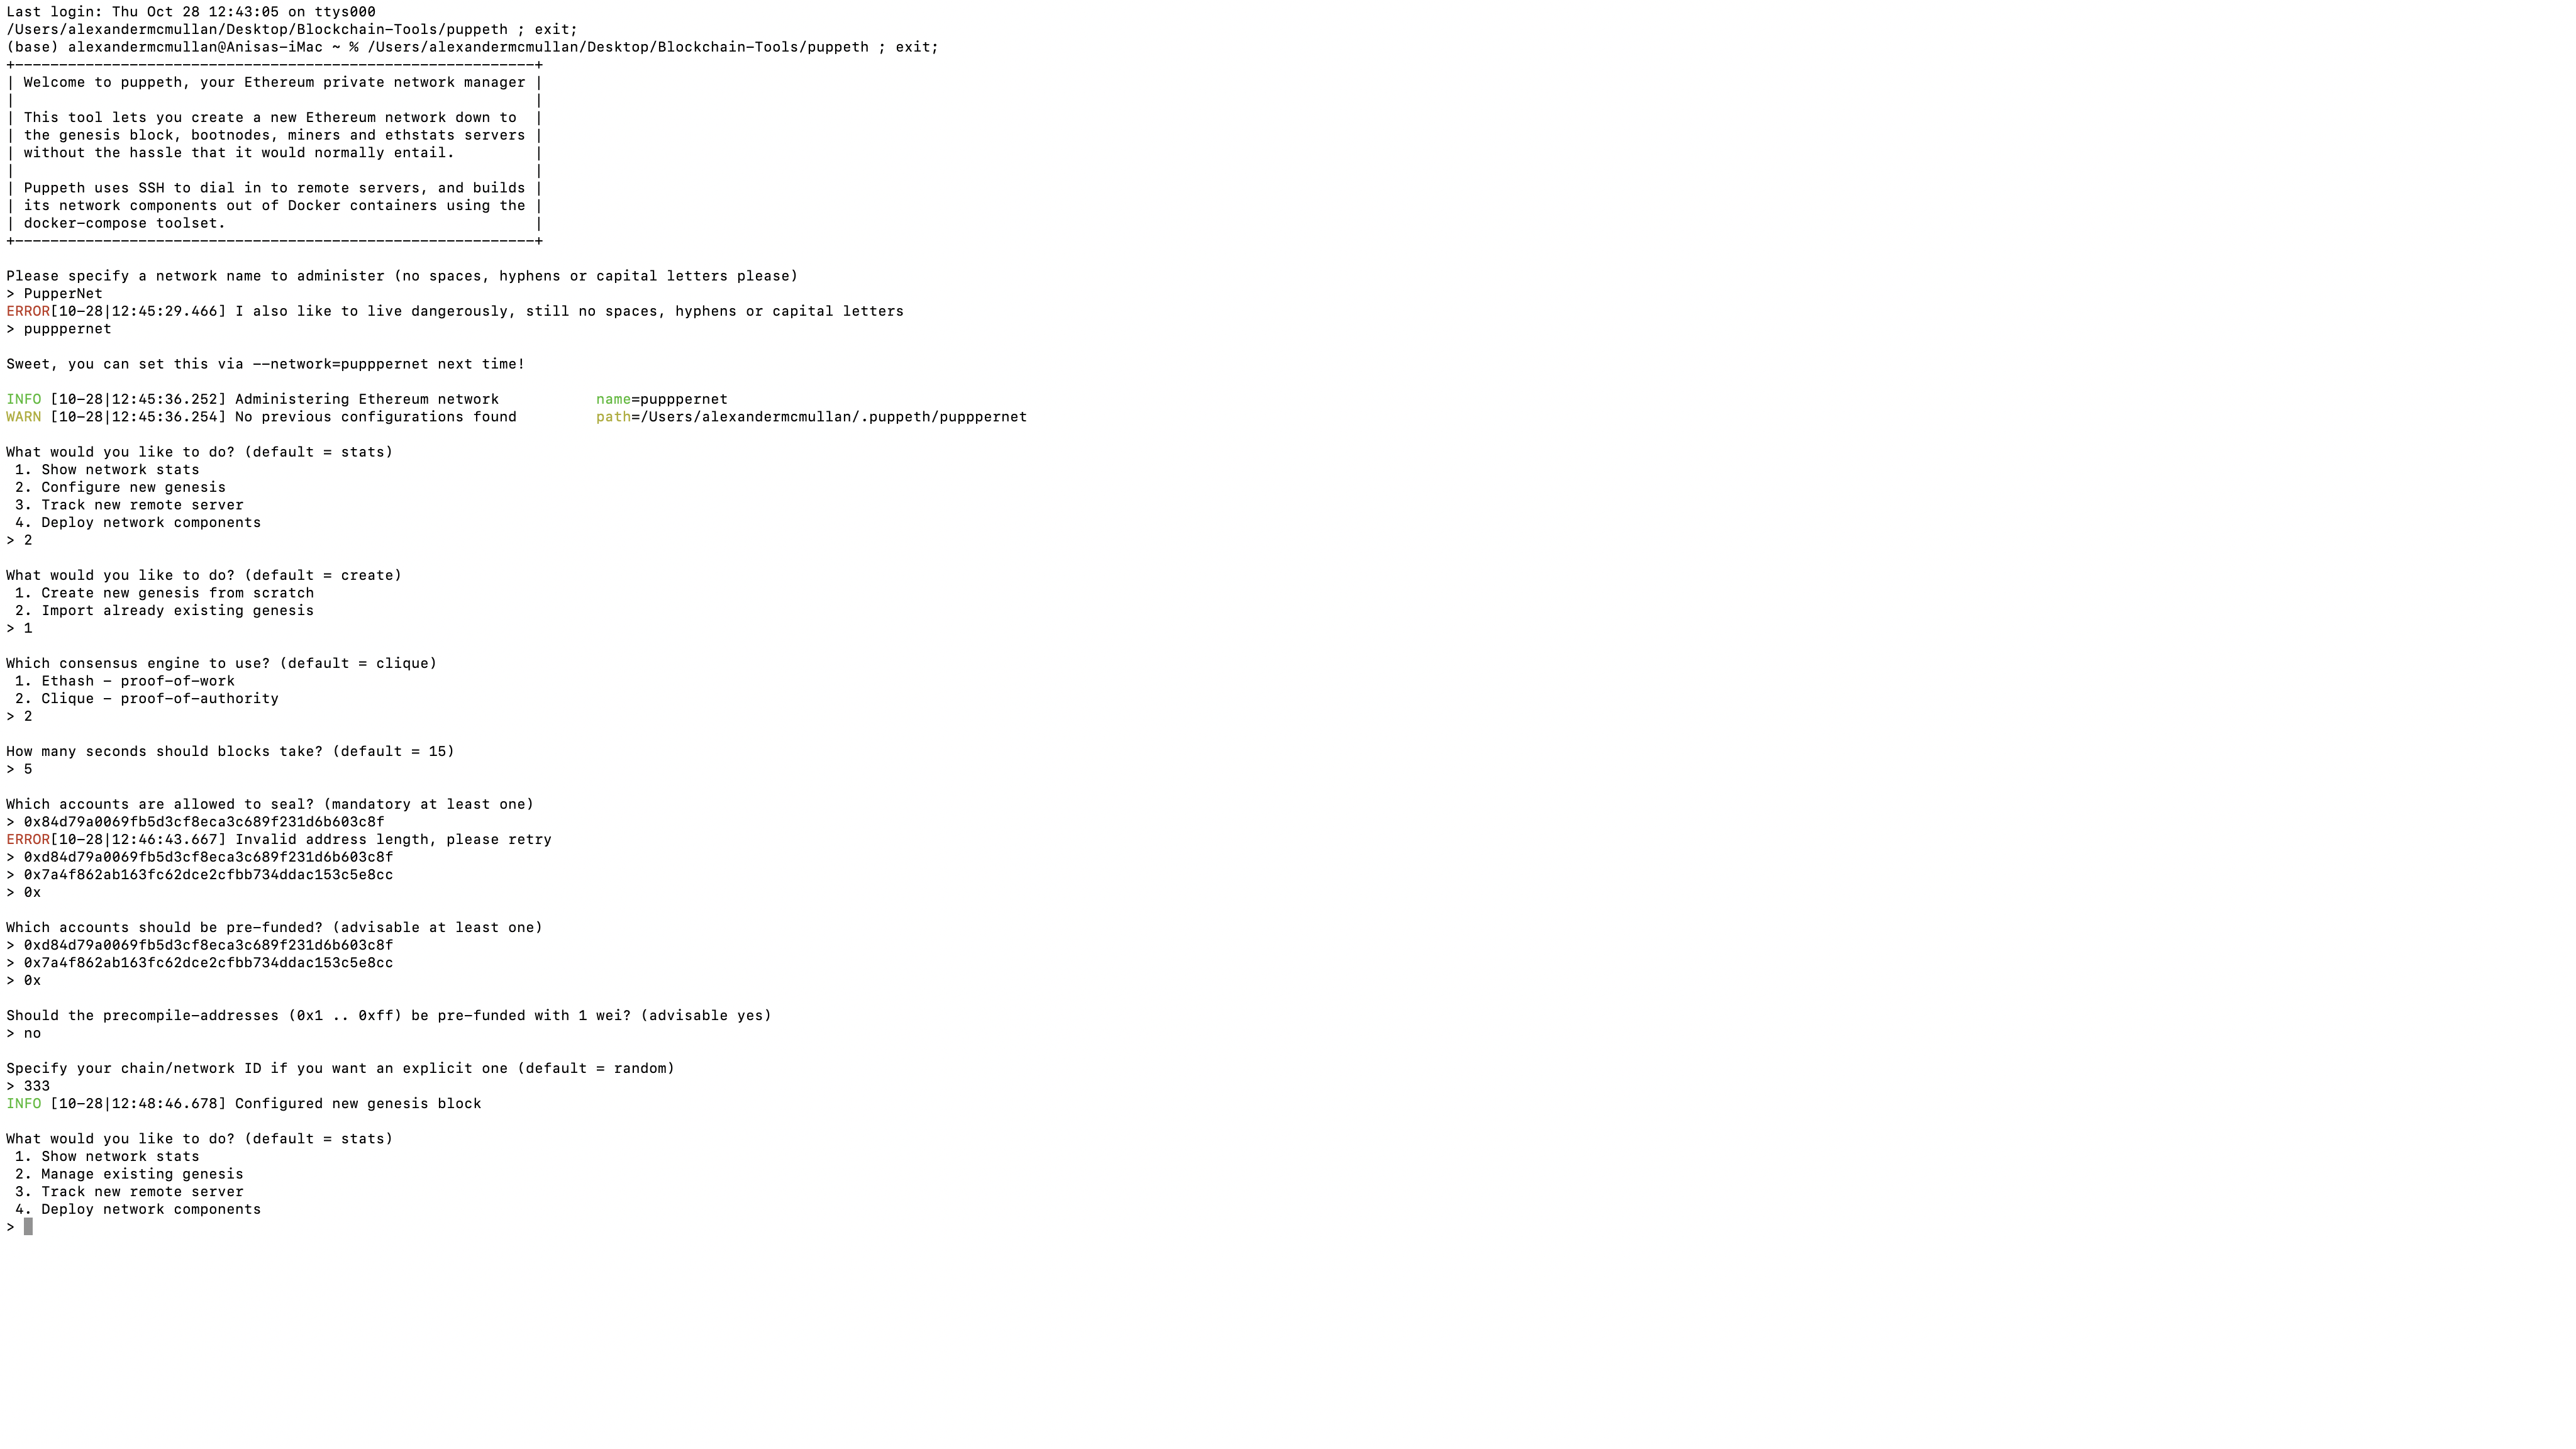 Last login: Thu Oct 28 12:43:05 on ttys000
/Users/alexandermcmullan/Desktop/Blockchain-Tools/puppeth ; exit;
(base) alexandermcmullan@Anisas-iMac ~ % /Users/alexandermcmullan/Desktop/Blockchain-Tools/puppeth ; exit;
+-----------------------------------------------------------+
| Welcome to puppeth, your Ethereum private network manager |
|                                                           |
| This tool lets you create a new Ethereum network down to  |
| the genesis block, bootnodes, miners and ethstats servers |
| without the hassle that it would normally entail.         |
|                                                           |
| Puppeth uses SSH to dial in to remote servers, and builds |
| its network components out of Docker containers using the |
| docker-compose toolset.                                   |
+-----------------------------------------------------------+
Please specify a network name to administer (no spaces, hyphens or capital letters please)
> PupperNet
ERROR[10-28|12:45:29.466] I also like to live dangerously, still no spaces, hyphens or capital letters
> pupppernet
Sweet, you can set this via --network=pupppernet next time!
INFO [10-28|12:45:36.252] Administering Ethereum network           name=pupppernet
WARN [10-28|12:45:36.254] No previous configurations found         path=/Users/alexandermcmullan/.puppeth/pupppernet
What would you like to do? (default = stats)
 1. Show network stats
 2. Configure new genesis
 3. Track new remote server
 4. Deploy network components
> 2
What would you like to do? (default = create)
 1. Create new genesis from scratch
 2. Import already existing genesis
> 1
Which consensus engine to use? (default = clique)
 1. Ethash - proof-of-work
 2. Clique - proof-of-authority
> 2
How many seconds should blocks take? (default = 15)
> 5
Which accounts are allowed to seal? (mandatory at least one)
> 0x84d79a0069fb5d3cf8eca3c689f231d6b603c8f
ERROR[10-28|12:46:43.667] Invalid address length, please retry
> 0xd84d79a0069fb5d3cf8eca3c689f231d6b603c8f
> 0x7a4f862ab163fc62dce2cfbb734ddac153c5e8cc
> 0x
Which accounts should be pre-funded? (advisable at least one)
> 0xd84d79a0069fb5d3cf8eca3c689f231d6b603c8f
> 0x7a4f862ab163fc62dce2cfbb734ddac153c5e8cc
> 0x
Should the precompile-addresses (0x1 .. 0xff) be pre-funded with 1 wei? (advisable yes)
> no
Specify your chain/network ID if you want an explicit one (default = random)
> 333
INFO [10-28|12:48:46.678] Configured new genesis block
What would you like to do? (default = stats)
 1. Show network stats
 2. Manage existing genesis
 3. Track new remote server
 4. Deploy network components
>